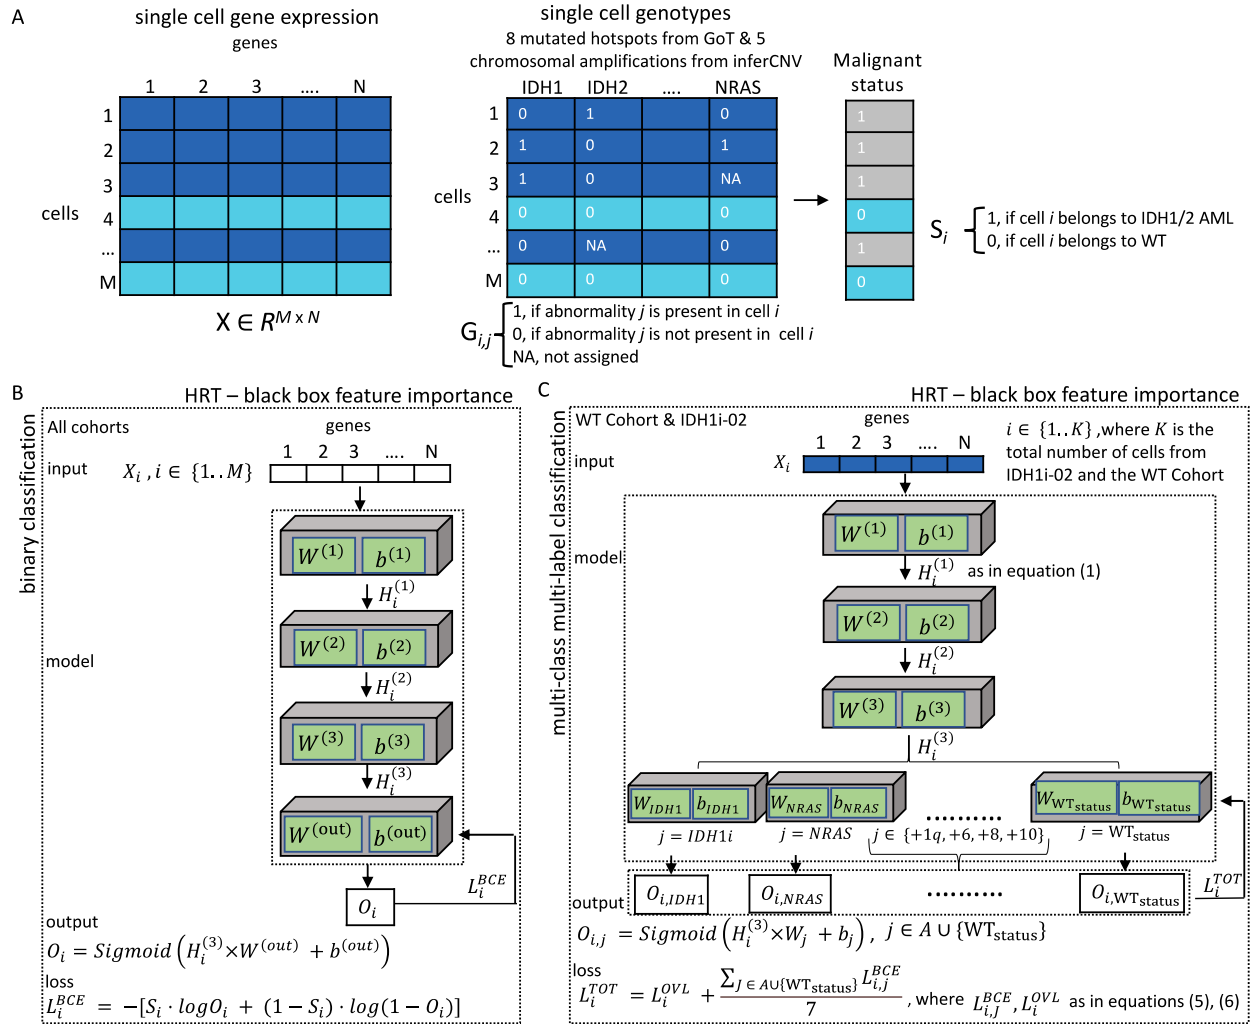 A
single cell gene expression
genes
1 2 3 .... N
1
2
3
cells
4
...
M
X ∈ R^{M x N}
single cell genotypes
8 mutated hotspots from GoT & 5
chromosomal amplifications from inferCNV
IDH1 IDH2 .... NRAS
1 0 1 0
2 1 0 1
3 1 0 NA
cells
4 0 0 0
... 0 NA 0
M 0 0 0
G_{i,j}
1, if abnormality j is present in cell i
0, if abnormality j is not present in cell i
NA, not assigned
Malignant
status
1
1
1
0
1
0
S_i
1, if cell i belongs to IDH1/2 AML
0, if cell i belongs to WT
B
HRT – black box feature importance
binary classification
All cohorts
genes
1 2 3 .... N
input
X_i , i ∈ {1..M}
W^{(1)} b^{(1)}
H_i^{(1)}
W^{(2)} b^{(2)}
model
H_i^{(2)}
W^{(3)} b^{(3)}
H_i^{(3)}
W^{(out)} b^{(out)}
L_i^{BCE}
O_i
output
O_i = Sigmoid(H_i^{(3)}×W^{(out)} + b^{(out)})
loss
L_i^{BCE} = −[S_i · logO_i + (1 − S_i) · log(1 − O_i)]
C
HRT – black box feature importance
multi-class multi-label classification
WT Cohort & IDH1i-02
genes
1 2 3 .... N
input
X_i
i ∈ {1..K} ,where K is the
total number of cells from
IDH1i-02 and the WT Cohort
model
W^{(1)} b^{(1)}
H_i^{(1)} as in equation (1)
W^{(2)} b^{(2)}
H_i^{(2)}
W^{(3)} b^{(3)}
H_i^{(3)}
W_{IDH1} b_{IDH1} W_{NRAS} b_{NRAS} .......... W_{WT_status} b_{WT_status}
j = IDH1i j = NRAS j ∈ {+1q, +6, +8, +10} j = WT_status
L_i^{TOT}
output
O_{i,IDH1} O_{i,NRAS} .......... O_{i,WT_status}
O_{i,j} = Sigmoid(H_i^{(3)}×W_j + b_j), j ∈ A ∪ {WT_status}
loss
L_i^{TOT} = L_i^{OVL} + ∑_{J ∈ A∪{WT_status}} L_{i,j}^{BCE} / 7 , where L_{i,j}^{BCE}, L_i^{OVL} as in equations (5), (6)